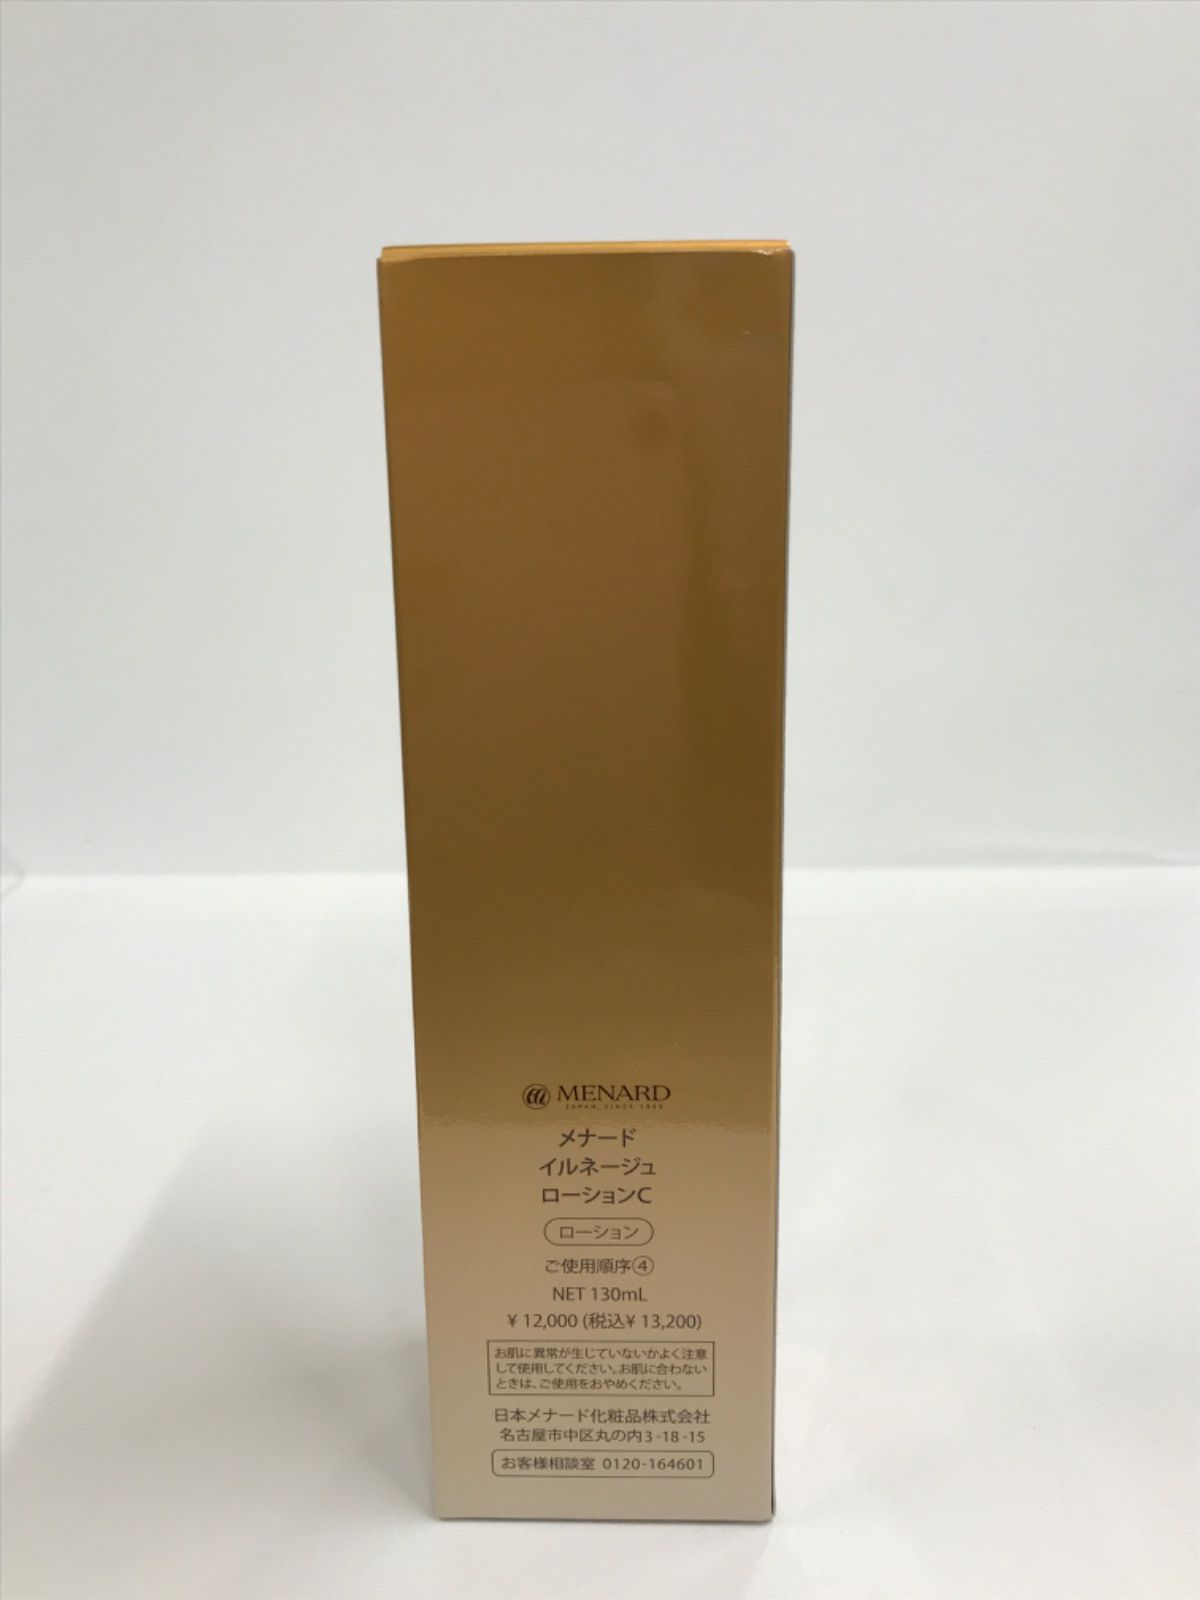 MENARD
JAPAN, SINCE 1959
メナード
イルネージュ
ローションC
ローション
ご使用順序④
NET 130mL
¥ 12,000 (税込¥ 13,200)
お肌に異常が生じていないかよく注意
して使用してください。お肌に合わない
ときは、ご使用をおやめください。
日本メナード化粧品株式会社
名古屋市中区丸の内3-18-15
お客様相談室 0120-164601